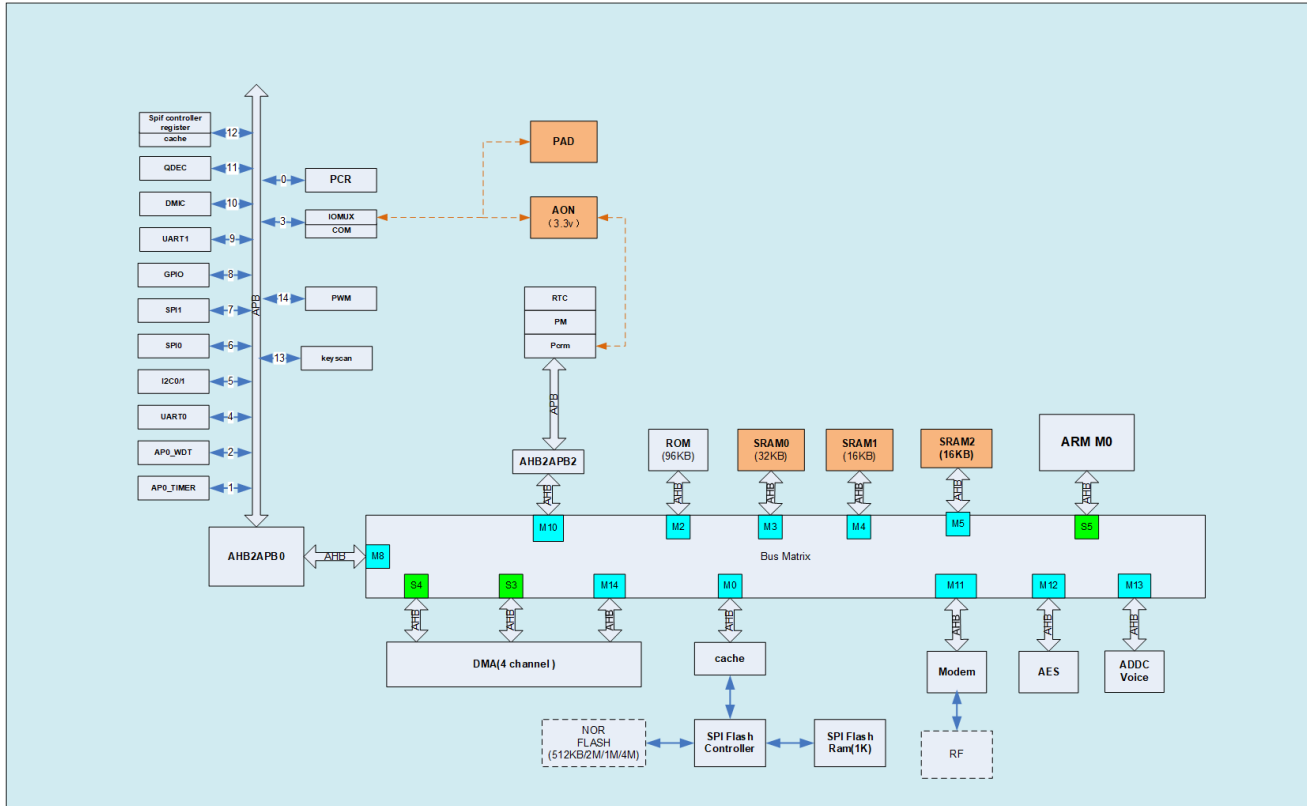 Spif controller
register
cache
12
QDEC
11
DMIC
10
UART1
9
GPIO
8
SPI1
7
SPI0
6
I2C0/1
5
UART0
4
AP0_WDT
2
AP0_TIMER
1
APB
0
PCR
3
IOMUX
COM
14
PWM
13
keyscan
PAD
AON
(3.3v)
RTC
PM
Pcrm
APB
AHB2APB2
AHB
M10
ROM
(96KB)
AHB
M2
SRAM0
(32KB)
AHB
M3
SRAM1
(16KB)
AHB
M4
SRAM2
(16KB)
AHB
M5
ARM M0
AHB
S5
AHB2APB0
AHB
M8
Bus Matrix
S4
S3
M14
M0
M11
M12
M13
AHB
AHB
AHB
AHB
AHB
AHB
AHB
DMA(4 channel )
cache
Modem
AES
ADDC
Voice
NOR
FLASH
(512KB/2M/1M/4M)
SPI Flash
Controller
SPI Flash
Ram(1K)
RF